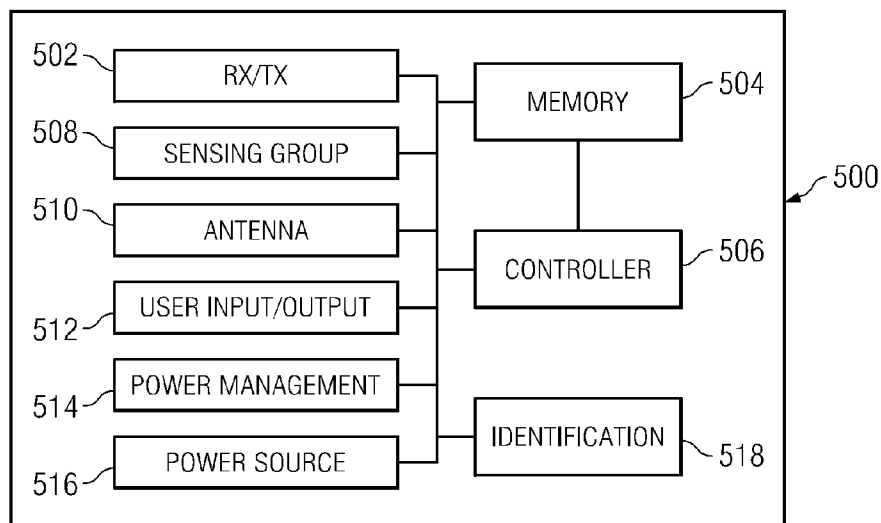 502 RX/TX
MEMORY 504
508 SENSING GROUP
500
510 ANTENNA
CONTROLLER 506
USER INPUT/OUTPUT
512
POWER MANAGEMENT
514
IDENTIFICATION 518
POWER SOURCE
516